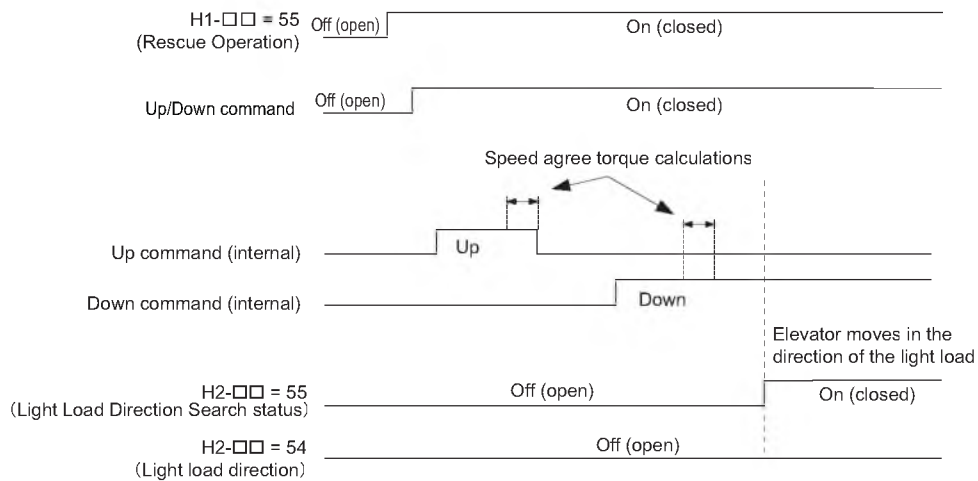 H1-□□ = 55
(Rescue Operation)
Off (open)
On (closed)
Up/Down command
Off (open)
On (closed)
Speed agree torque calculations
Up command (internal)
Up
Down command (internal)
Down
Elevator moves in the
direction of the light load
H2-□□ = 55
(Light Load Direction Search status)
Off (open)
On (closed)
H2-□□ = 54
(Light load direction)
Off (open)